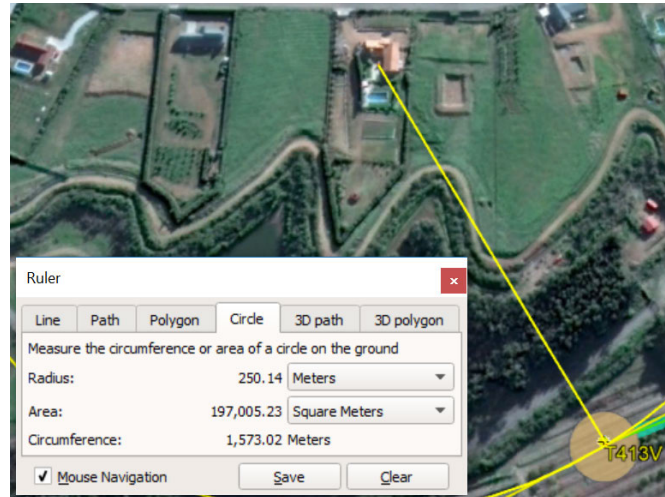 Ruler
Line Path Polygon Circle 3D path 3D polygon
Measure the circumference or area of a circle on the ground
Radius: 250.14 Meters
Area: 197,005.23 Square Meters
Circumference: 1,573.02 Meters
Mouse Navigation Save Clear
T413V